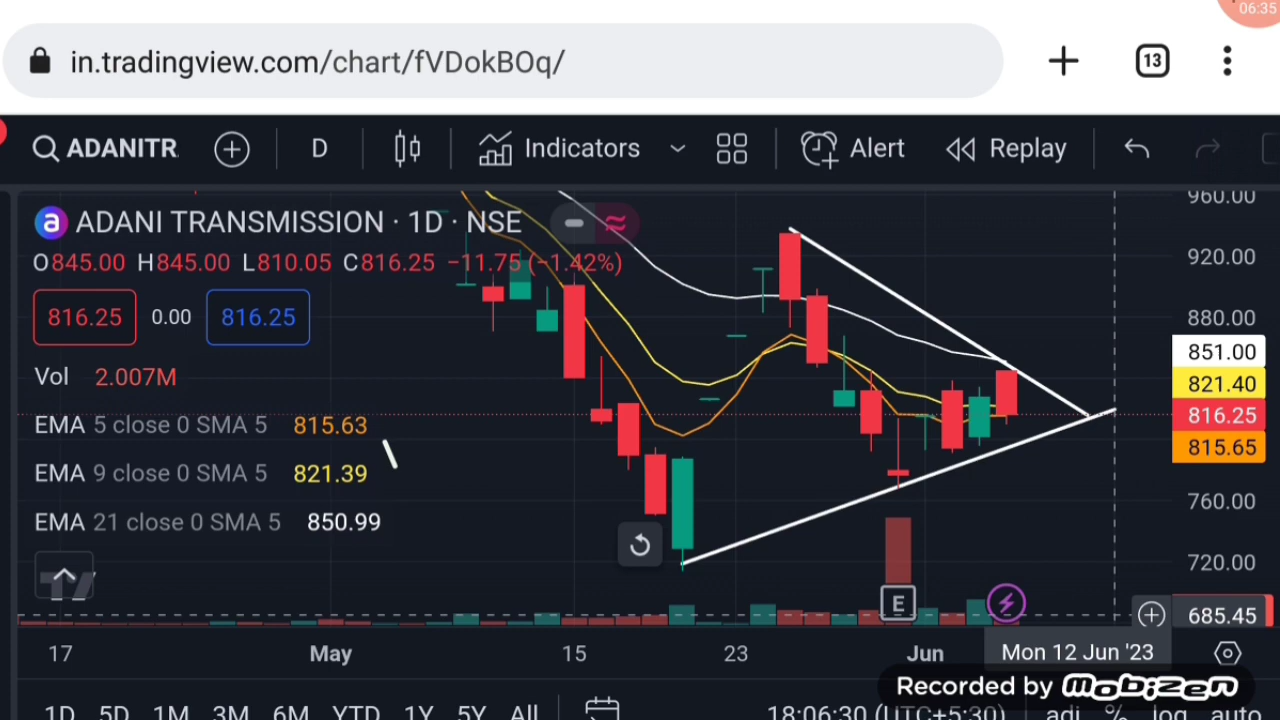 06:35
in.tradingview.com/chart/fVDokBOq/
13
ADANITR
D
Indicators
Alert
Replay
ADANI TRANSMISSION · 1D · NSE
O845.00 H845.00 L810.05 C816.25 −11.75 (−1.42%)
816.25 0.00 816.25
Vol 2.007M
EMA 5 close 0 SMA 5 815.63
EMA 9 close 0 SMA 5 821.39
EMA 21 close 0 SMA 5 850.99
960.00
920.00
880.00
851.00
821.40
816.25
815.65
760.00
720.00
685.45
E
17 May 15 23 Jun Mon 12 Jun '23
Recorded by mobizen
1D 5D 1M 3M 6M YTD 1Y 5Y All 18:06:30 (UTC+5:30) adj % log auto